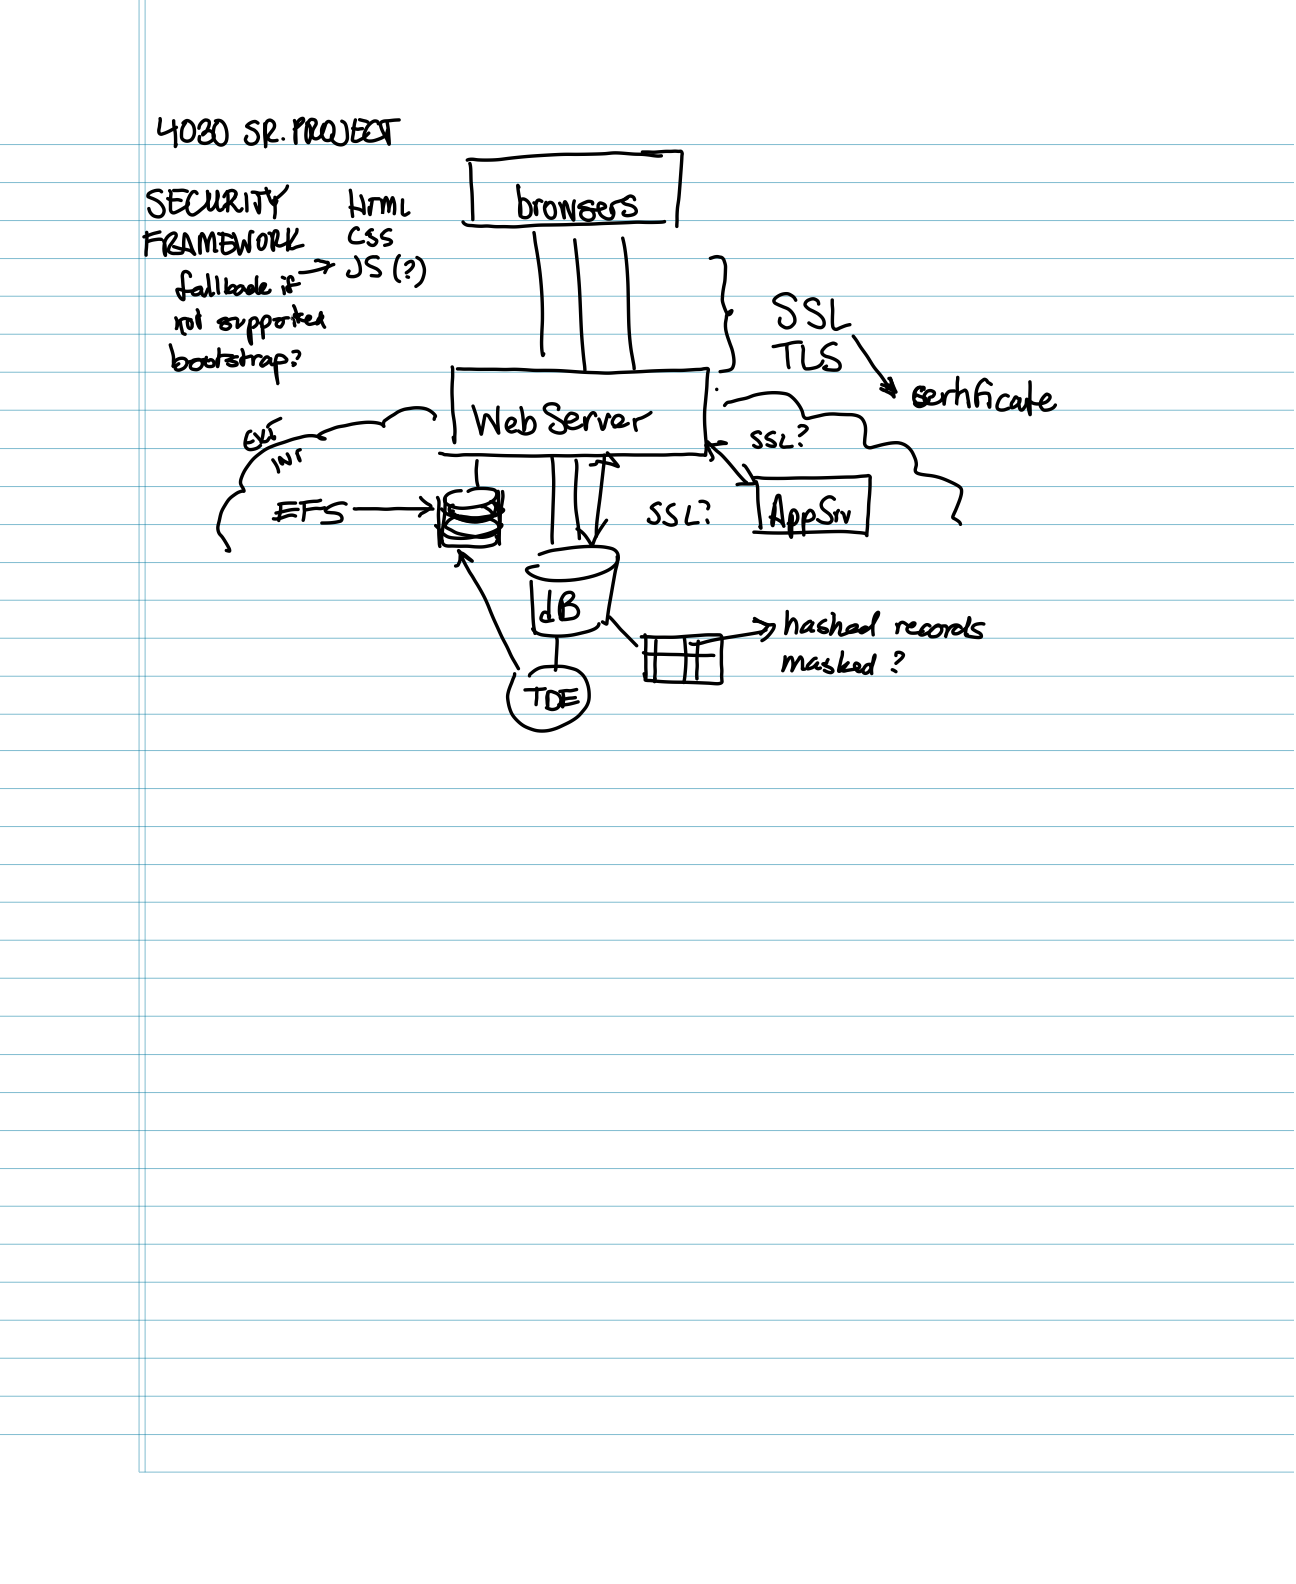 4030 SR. PROJECT
SECURITY
FRAMEWORK
HTML
CSS
JS (?)
fallback if
not supported
bootstrap?
browsers
SSL
TLS
certificate
Web Server
EXT
INT
SSL?
AppSrv
EFS
SSL?
dB
hashed records
masked ?
TDE